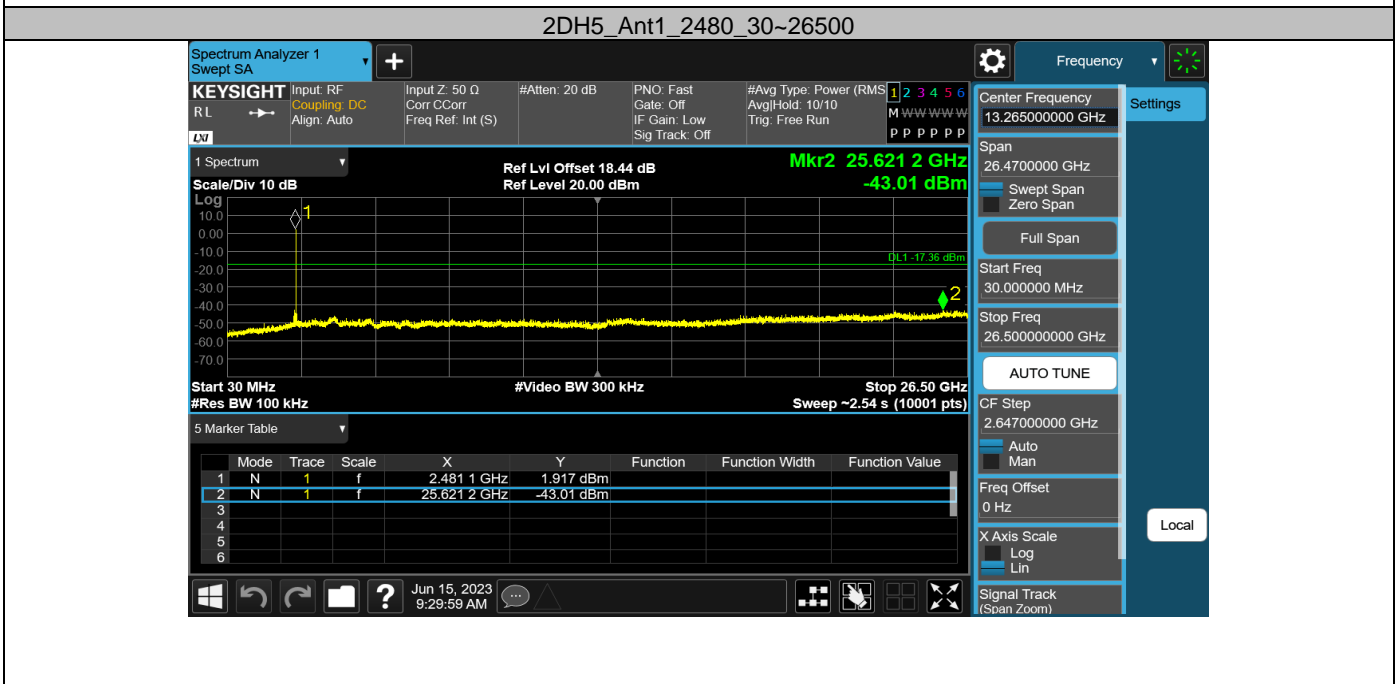 2DH5_Ant1_2480_30~26500
Spectrum Analyzer 1
Swept SA
Frequency
KEYSIGHT
R L
LXI
Input: RF
Coupling: DC
Align: Auto
Input Z: 50 Ω
Corr CCorr
Freq Ref: Int (S)
#Atten: 20 dB
PNO: Fast
Gate: Off
IF Gain: Low
Sig Track: Off
#Avg Type: Power (RMS
Avg|Hold: 10/10
Trig: Free Run
1 2 3 4 5 6
M W W W W W
P P P P P P
1 Spectrum
Scale/Div 10 dB
Ref Lvl Offset 18.44 dB
Ref Level 20.00 dBm
Mkr2 25.621 2 GHz
-43.01 dBm
Log
10.0
0.00
-10.0
-20.0
-30.0
-40.0
-50.0
-60.0
-70.0
1
DL1 -17.36 dBm
2
Start 30 MHz
#Res BW 100 kHz
#Video BW 300 kHz
Stop 26.50 GHz
Sweep ~2.54 s (10001 pts)
5 Marker Table
Mode Trace Scale X Y Function Function Width Function Value
1 N 1 f 2.481 1 GHz 1.917 dBm
2 N 1 f 25.621 2 GHz -43.01 dBm
3
4
5
6
?
Jun 15, 2023
9:29:59 AM
Center Frequency
13.265000000 GHz
Settings
Span
26.4700000 GHz
Swept Span
Zero Span
Full Span
Start Freq
30.000000 MHz
Stop Freq
26.500000000 GHz
AUTO TUNE
CF Step
2.647000000 GHz
Auto
Man
Freq Offset
0 Hz
Local
X Axis Scale
Log
Lin
Signal Track
(Span Zoom)